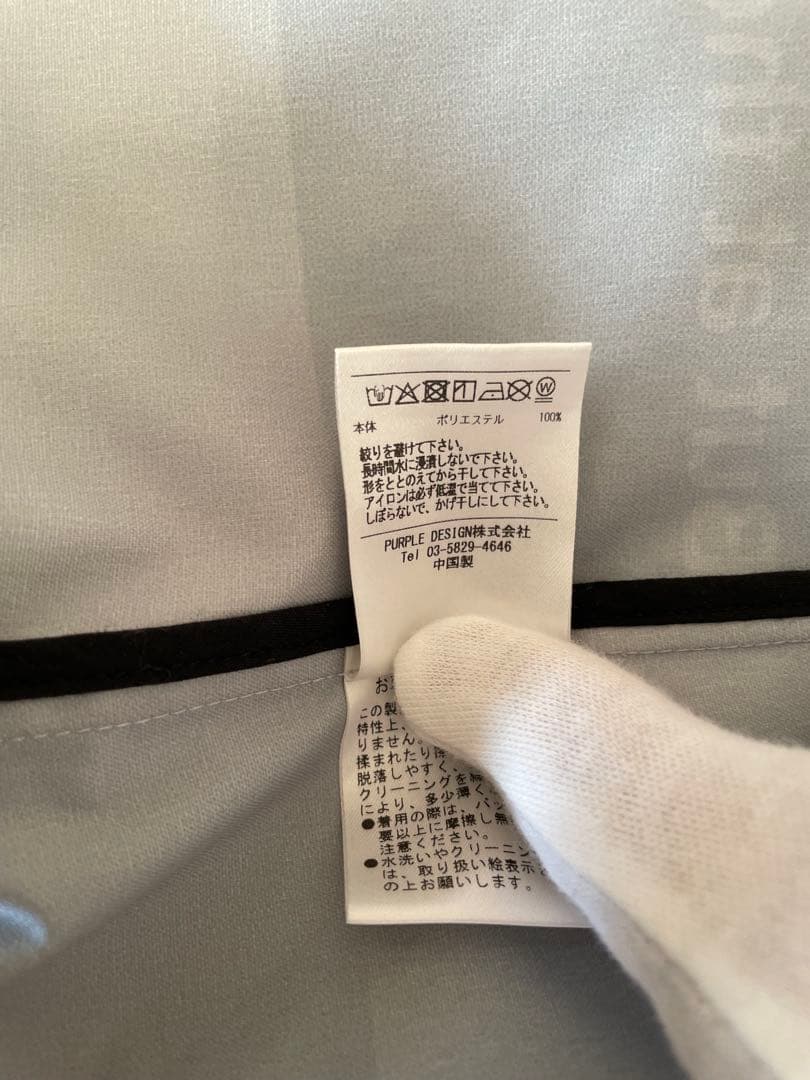 本体 ポリエステル 100%
絞りを避けて下さい。
長時間水に浸漬しないで下さい。
形をととのえてから干して下さい。
アイロンは必ず低温で当てて下さい。
しぼらないで、かげ干しにして下さい。
PURPLE DESIGN株式会社
Tel 03-5829-4646
中国製
お
この製
特性上、
りません。
揉まれたり
脱落しやすく、
クリーニングを
により、多少薄く
●着用の際は、バッ
要以上に摩擦し無
注意ください。
●水洗いやクリーニン
は、取り扱い絵表示
の上お願いします。